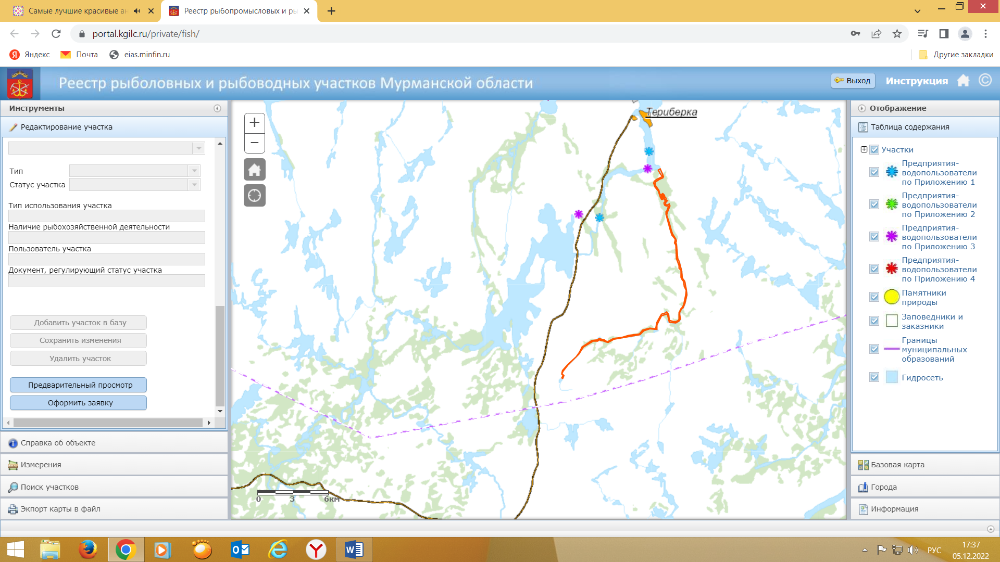 Самые лучшие красивые ан
Реестр рыбопромысловых и ры
portal.kgilc.ru/private/fish/
Яндекс
Почта
eias.minfin.ru
Другие закладки
Реестр рыболовных и рыбоводных участков Мурманской области
Выход
Инструкция
Инструменты
Редактирование участка
Тип
Статус участка
Тип использования участка
Наличие рыбохозяйственной деятельности
Пользователь участка
Документ, регулирующий статус участка
Добавить участок в базу
Сохранить изменения
Удалить участок
Предварительный просмотр
Оформить заявку
Справка об объекте
Измерения
Поиск участков
Экпорт карты в файл
Териберка
0 3 6км
Отображение
Таблица содержания
Участки
Предприятия-
водопользователи
по Приложению 1
Предприятия-
водопользователи
по Приложению 2
Предприятия-
водопользователи
по Приложению 3
Предприятия-
водопользователи
по Приложению 4
Памятники
природы
Заповедники и
заказники
Границы
муниципальных
образований
Гидросеть
Базовая карта
Города
Информация
РУС
17:37
05.12.2022